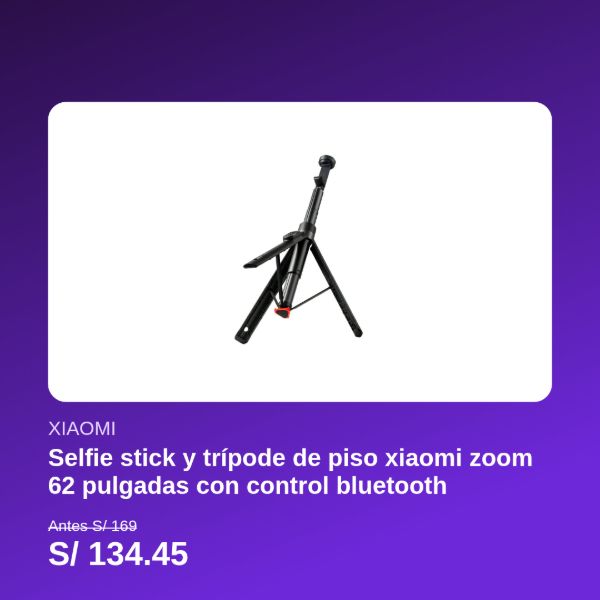 XIAOMI
Selfie stick y trípode de piso xiaomi zoom
62 pulgadas con control bluetooth
Antes S/ 169
S/ 134.45